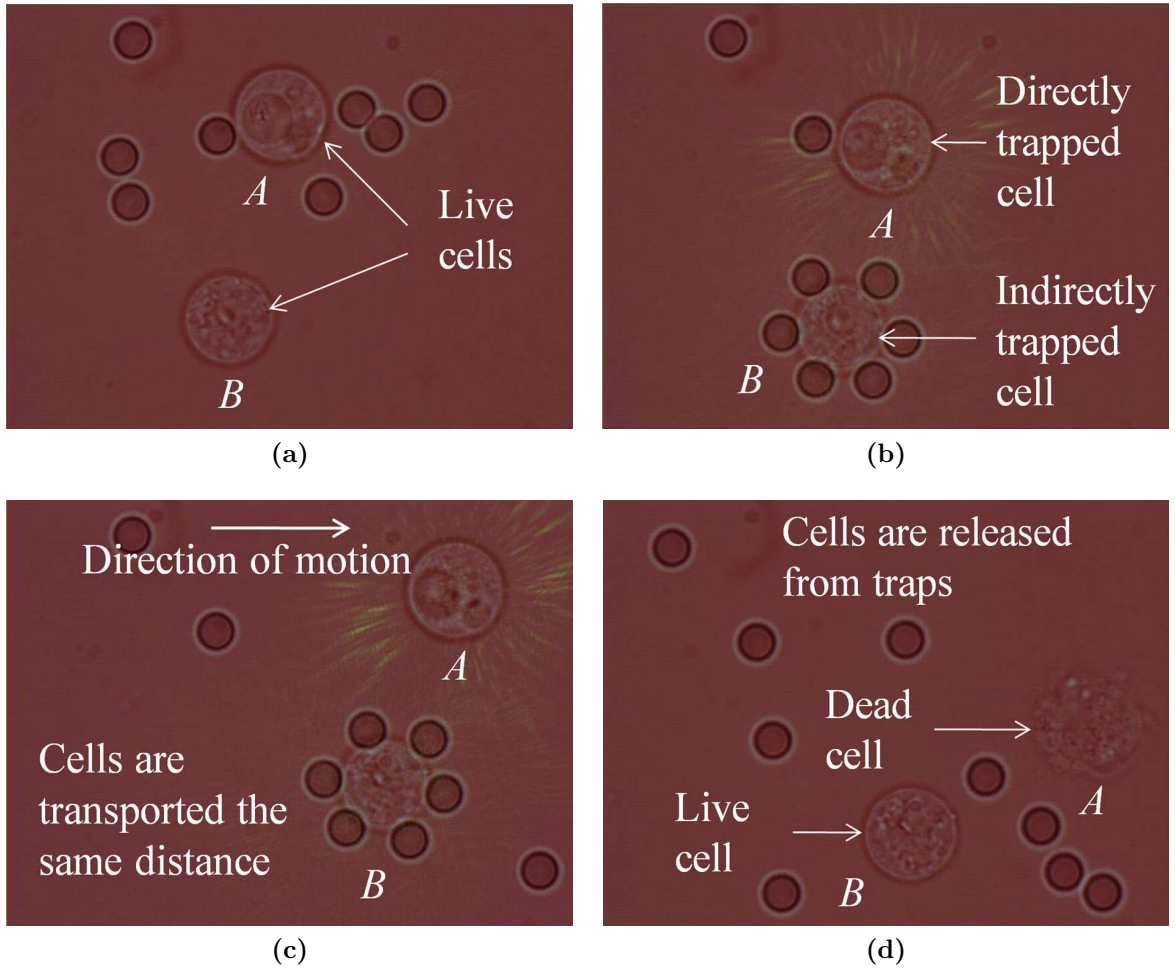 A
Live
cells
B
(a)
Directly
trapped
cell
A
Indirectly
trapped
cell
B
(b)
Direction of motion
A
Cells are
transported the
same distance
B
(c)
Cells are released
from traps
Dead
cell
A
Live
cell
B
(d)